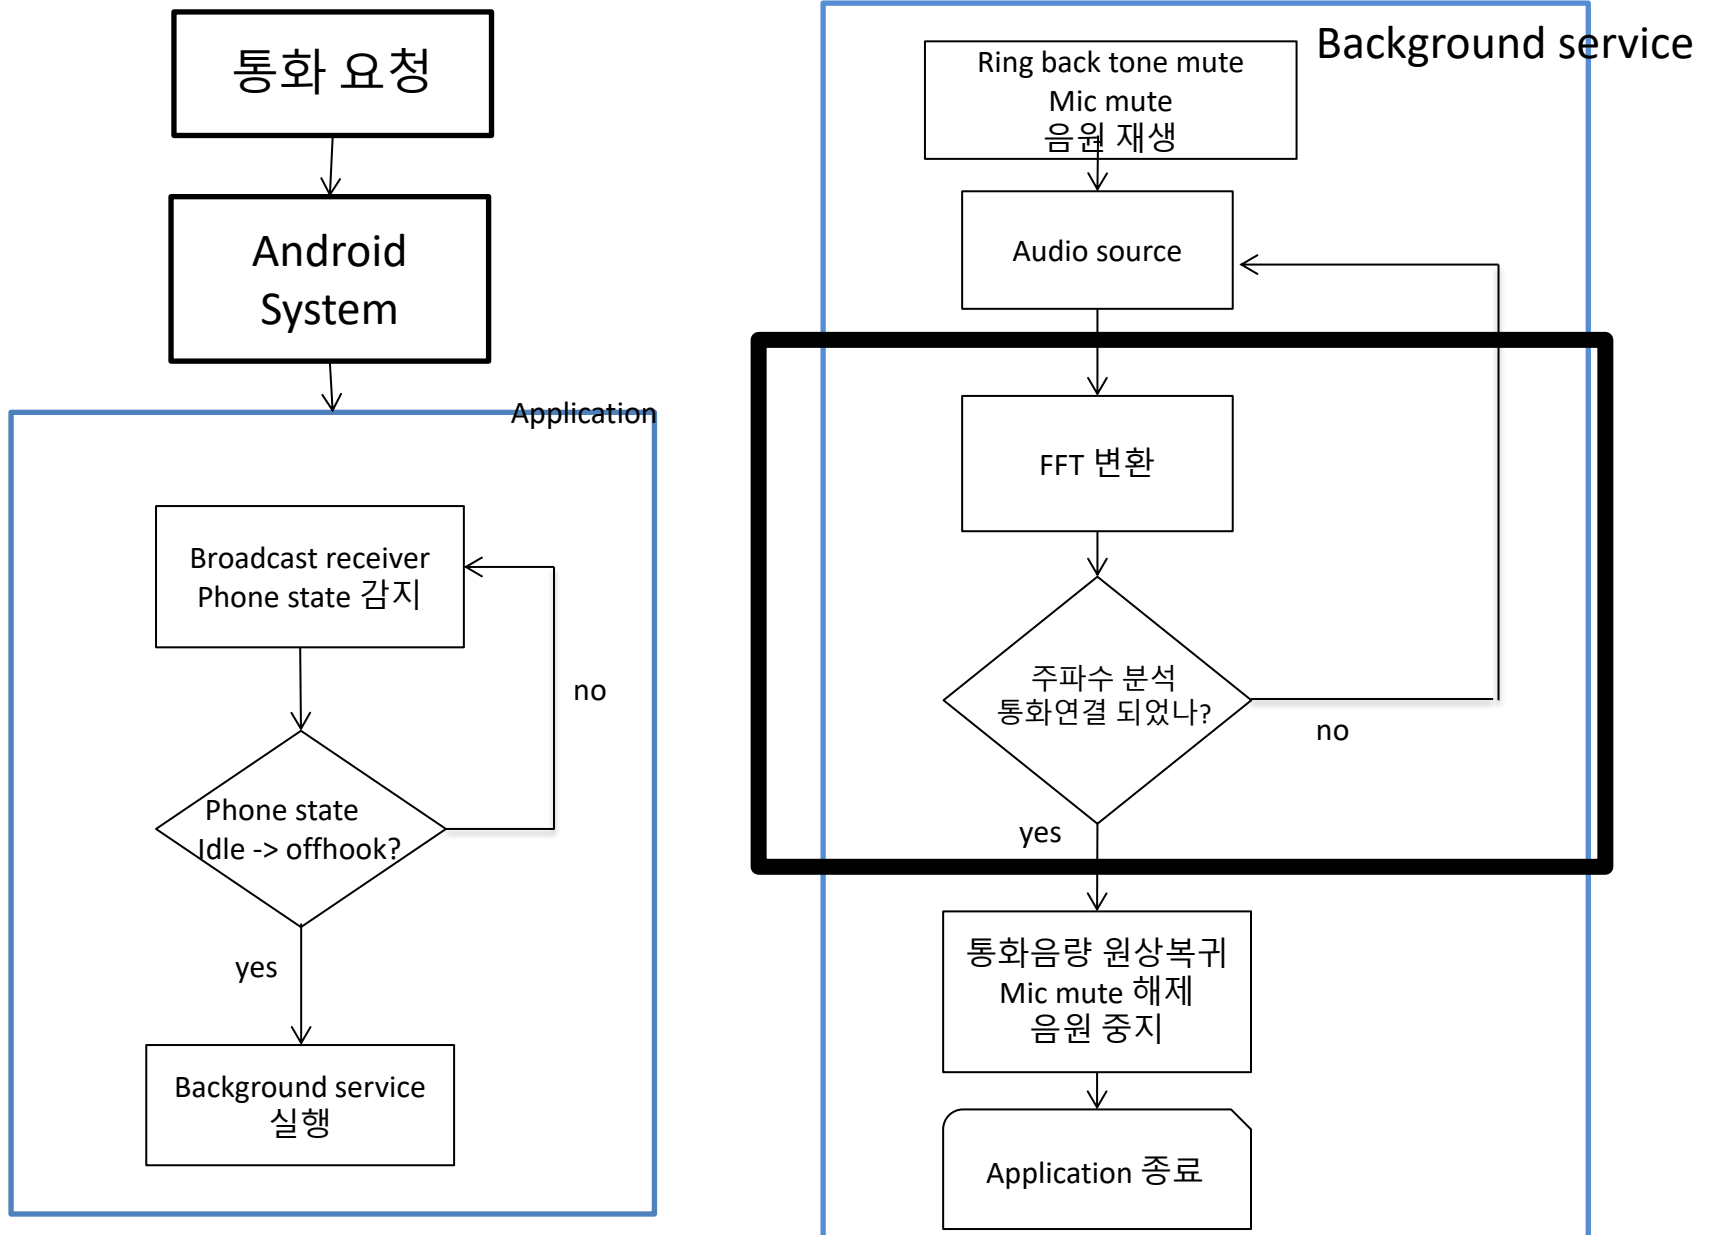 통화 요청
Android
System
Application
Broadcast receiver
Phone state 감지
no
Phone state
Idle -> offhook?
yes
Background service
실행
Background service
Ring back tone mute
Mic mute
음원 재생
Audio source
FFT 변환
주파수 분석
통화연결 되었나?
no
yes
통화음량 원상복귀
Mic mute 해제
음원 중지
Application 종료